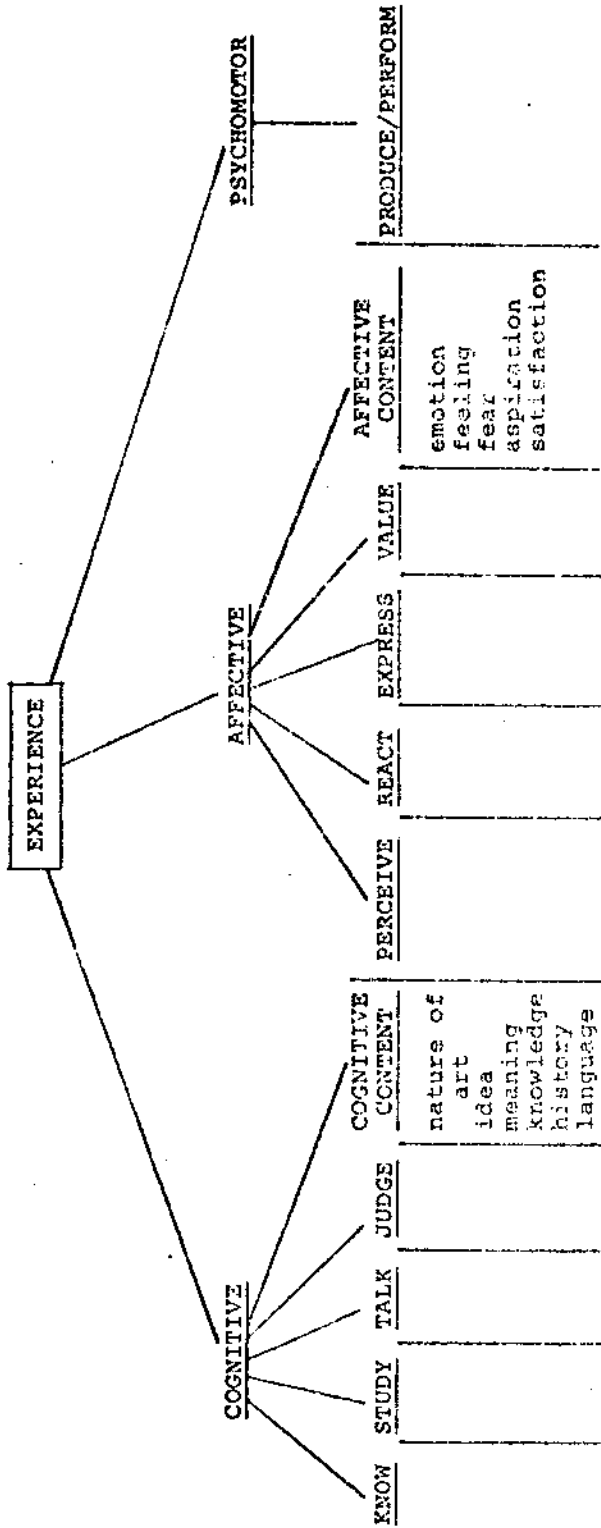 EXPERIENCE
COGNITIVE
AFFECTIVE
PSYCHOMOTOR
KNOW
STUDY
TALK
JUDGE
COGNITIVE
CONTENT
PERCEIVE
REACT
EXPRESS
VALUE
AFFECTIVE
CONTENT
PRODUCE/PERFORM
nature of
art
idea
meaning
knowledge
history
language
emotion
feeling
fear
aspiration
satisfaction